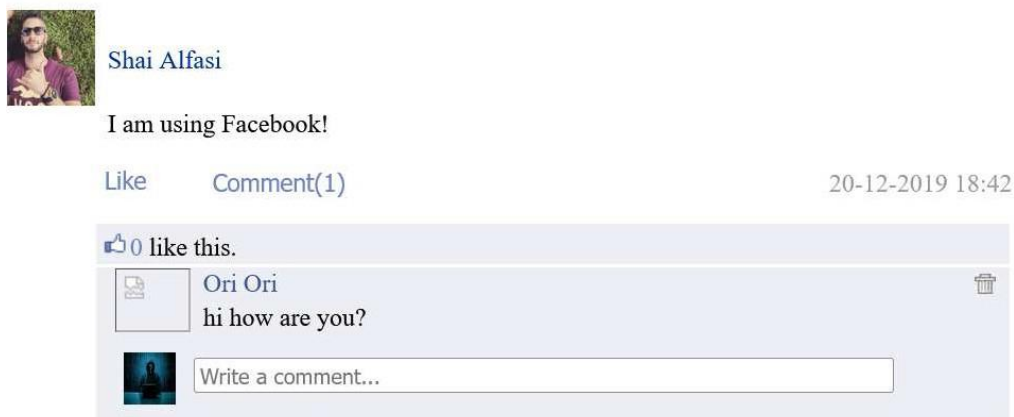 Shai Alfasi
I am using Facebook!
Like Comment(1) 20-12-2019 18:42
0 like this.
Ori Ori
hi how are you?
Write a comment...